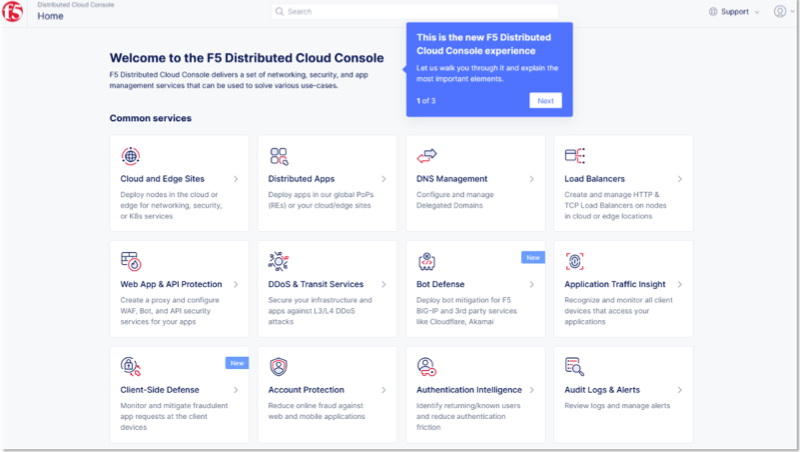 f5
Distributed Cloud Console
Home
Search
Support
This is the new F5 Distributed
Cloud Console experience
Let us walk you through it and explain the
most important elements.
1 of 3
Next
Welcome to the F5 Distributed Cloud Console
F5 Distributed Cloud Console delivers a set of networking, security, and app
management services that can be used to solve various use-cases.
Common services
Cloud and Edge Sites
Deploy nodes in the cloud or
edge for networking, security,
or K8s services
Distributed Apps
Deploy apps in our global PoPs
(REs) or your cloud/edge sites
DNS Management
Configure and manage
Delegated Domains
Load Balancers
Create and manage HTTP &
TCP Load Balancers on nodes
in cloud or edge locations
Web App & API Protection
Create a proxy and configure
WAF, Bot, and API security
services for your apps
DDoS & Transit Services
Secure your infrastructure and
apps against L3/L4 DDoS
attacks
New
Bot Defense
Deploy bot mitigation for F5
BIG-IP and 3rd party services
like Cloudflare, Akamai
Application Traffic Insight
Recognize and monitor all client
devices that access your
applications
New
Client-Side Defense
Monitor and mitigate fraudulent
app requests at the client
devices
Account Protection
Reduce online fraud against
web and mobile applications
Authentication Intelligence
Identify returning/known users
and reduce authentication
friction
Audit Logs & Alerts
Review logs and manage alerts